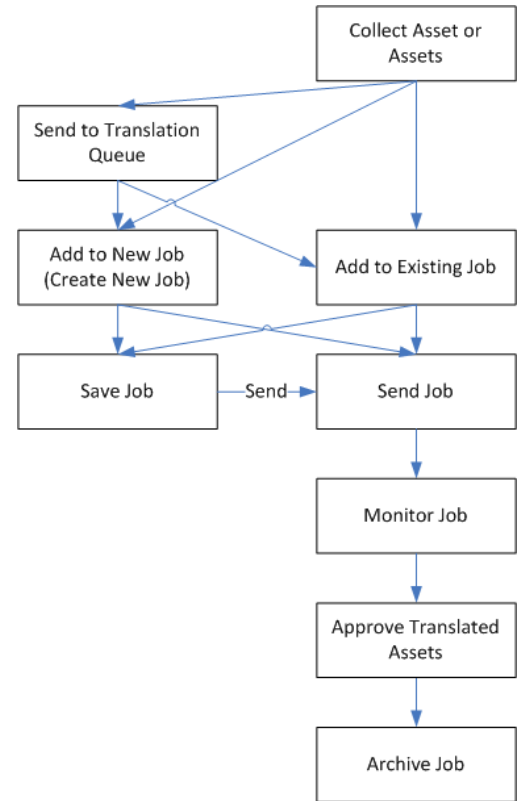 Collect Asset or
Assets
Send to Translation
Queue
Add to New Job
(Create New Job)
Add to Existing Job
Save Job
Send
Send Job
Monitor Job
Approve Translated
Assets
Archive Job